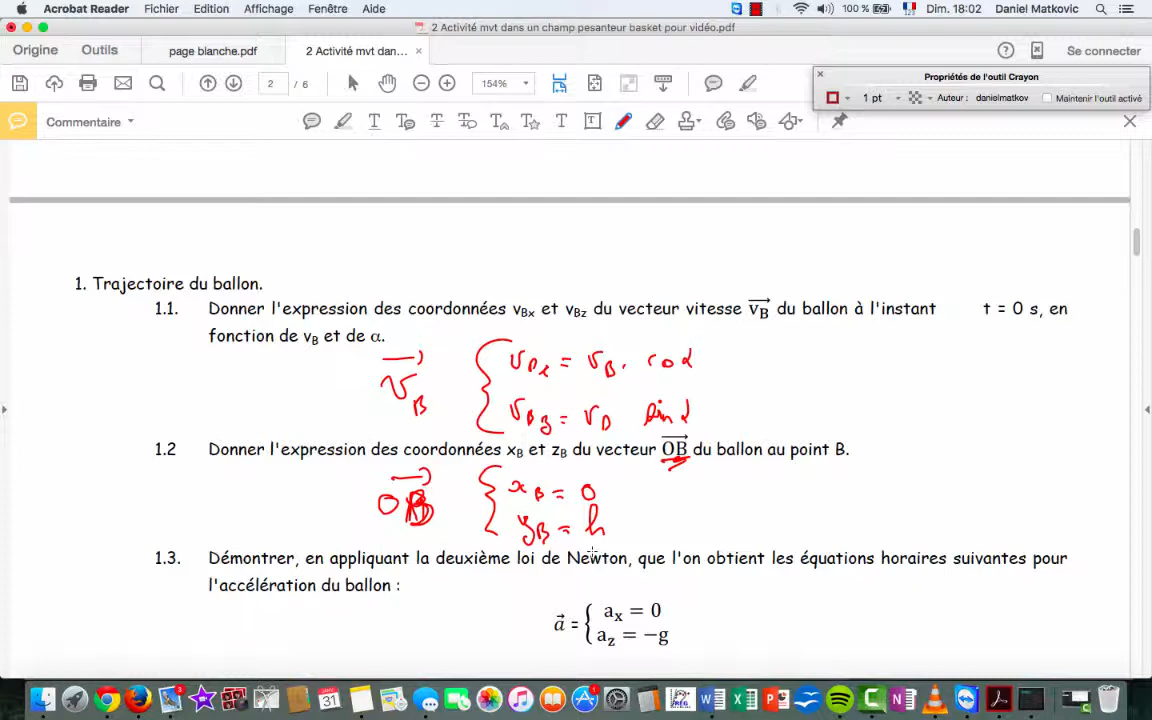 Acrobat Reader Fichier Edition Affichage Fenêtre Aide 100 % Dim. 18:02 Daniel Matkovic
2 Activité mvt dans un champ pesanteur basket pour vidéo.pdf
Origine Outils page blanche.pdf 2 Activité mvt dan... × Se connecter
2 / 6 154%
Propriétés de l'outil Crayon
1 pt Auteur : danielmatkov Maintenir l'outil activé
Commentaire
1. Trajectoire du ballon.
1.1. Donner l'expression des coordonnées vBx et vBz du vecteur vitesse vB du ballon à l'instant t = 0 s, en
fonction de vB et de α.
vB { vBx = vB . cos α
vBz = vB sin α
1.2 Donner l'expression des coordonnées xB et zB du vecteur OB du ballon au point B.
OB { xB = 0
yB = h
1.3. Démontrer, en appliquant la deuxième loi de Newton, que l'on obtient les équations horaires suivantes pour
l'accélération du ballon :
a = { ax = 0
az = −g